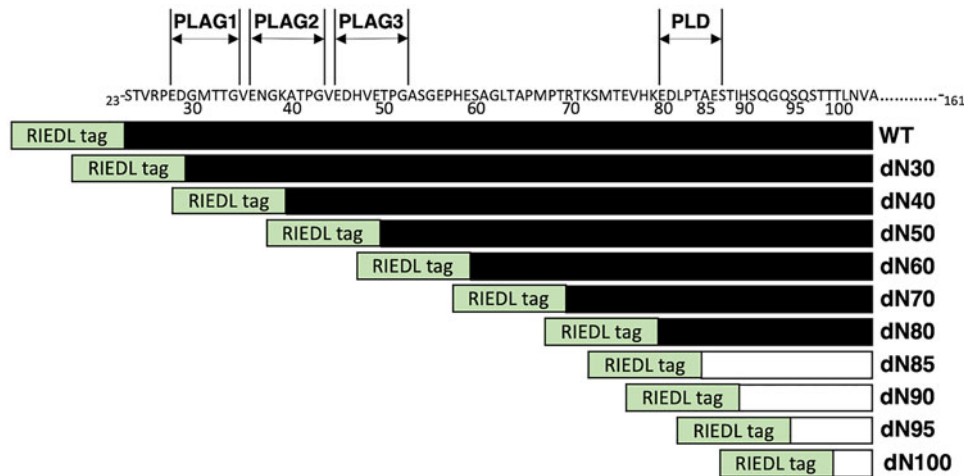 PLAG1 PLAG2 PLAG3 PLD
23-STVRPEDGMTTGVENGKATPGVEDHVETPGASGEPHESAGLTAPMPTRTKSMTEVHKEDLPTAESTIHSQGQSQSTTTLNVA............-161
30 40 50 60 70 80 85 90 95 100
RIEDL tag WT
RIEDL tag dN30
RIEDL tag dN40
RIEDL tag dN50
RIEDL tag dN60
RIEDL tag dN70
RIEDL tag dN80
RIEDL tag dN85
RIEDL tag dN90
RIEDL tag dN95
RIEDL tag dN100